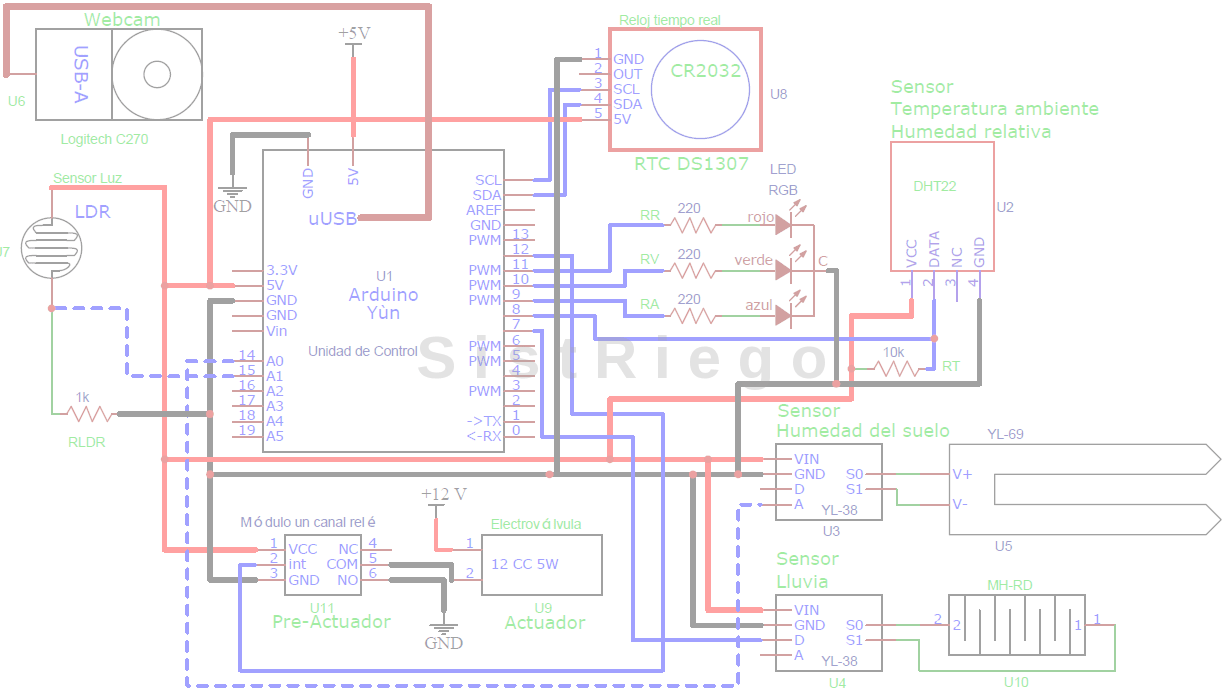 Webcam
USB-A
U6
Logitech C270
+5V
Reloj tiempo real
1 GND
2 OUT
3 SCL
4 SDA
5 5V
CR2032
U8
RTC DS1307
Sensor
Temperatura ambiente
Humedad relativa
DHT22
U2
VCC DATA NC GND
1 2 3 4
GND
GND 5V
uUSB
Sensor Luz
LDR
U7
U1
Arduino
Yùn
Unidad de Control
3.3V
5V
GND
GND
Vin
14 A0
15 A1
16 A2
17 A3
18 A4
19 A5
SCL
SDA
AREF
GND
PWM 13
12
PWM 11
PWM 10
PWM 9
8
7
PWM 6
PWM 5
4
PWM 3
2
->TX 1
<-RX 0
LED
RGB
RR 220 rojo
RV 220 verde
RA 220 azul
C
SistRiego
10k
RT
1k
RLDR
Sensor
Humedad del suelo
VIN
GND
D
A
S0
S1
YL-38
U3
YL-69
V+
V-
U5
+12 V
Módulo un canal relé
1 VCC NC 4
2 int COM 5
3 GND NO 6
U11
Pre-Actuador
Electroválvula
1
2
12 CC 5W
U9
Actuador
GND
Sensor
Lluvia
VIN
GND
D
A
S0
S1
YL-38
U4
MH-RD
2 2 1 1
U10